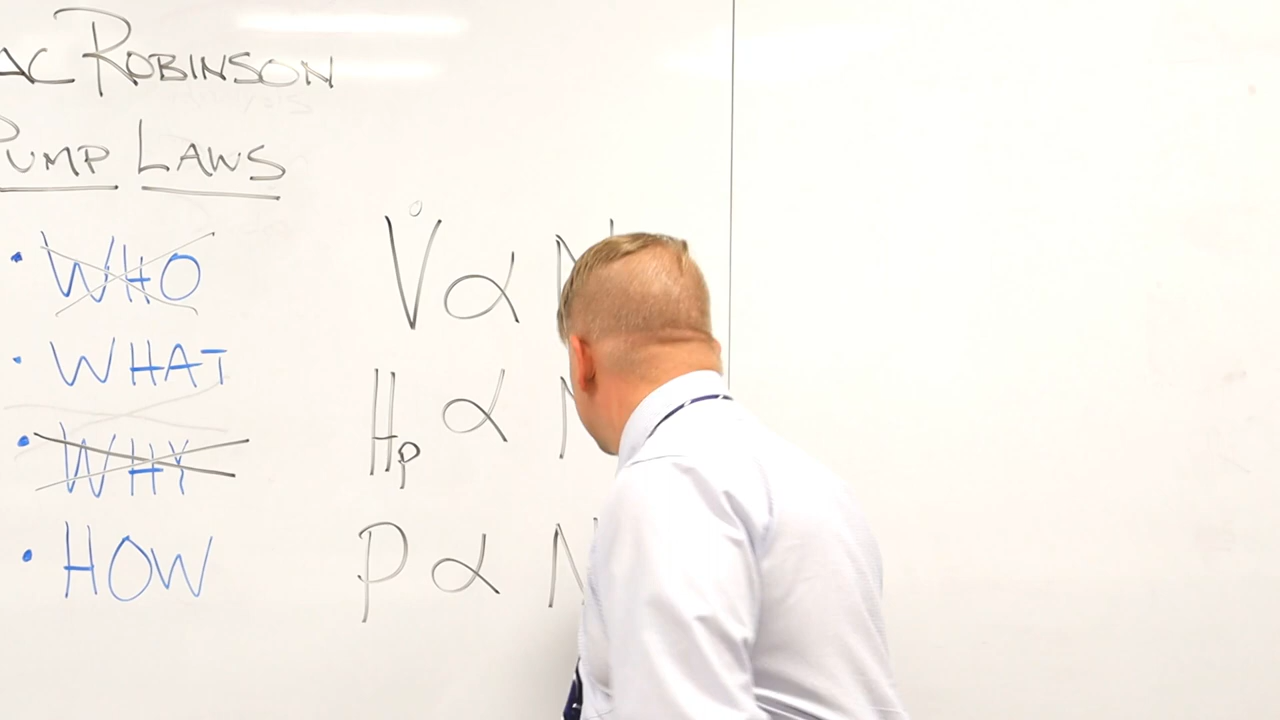 AC ROBINSON
PUMP LAWS
• WHO
• WHAT
• WHY
• HOW
V̊ ∝ N
Hp ∝ N
P ∝ N